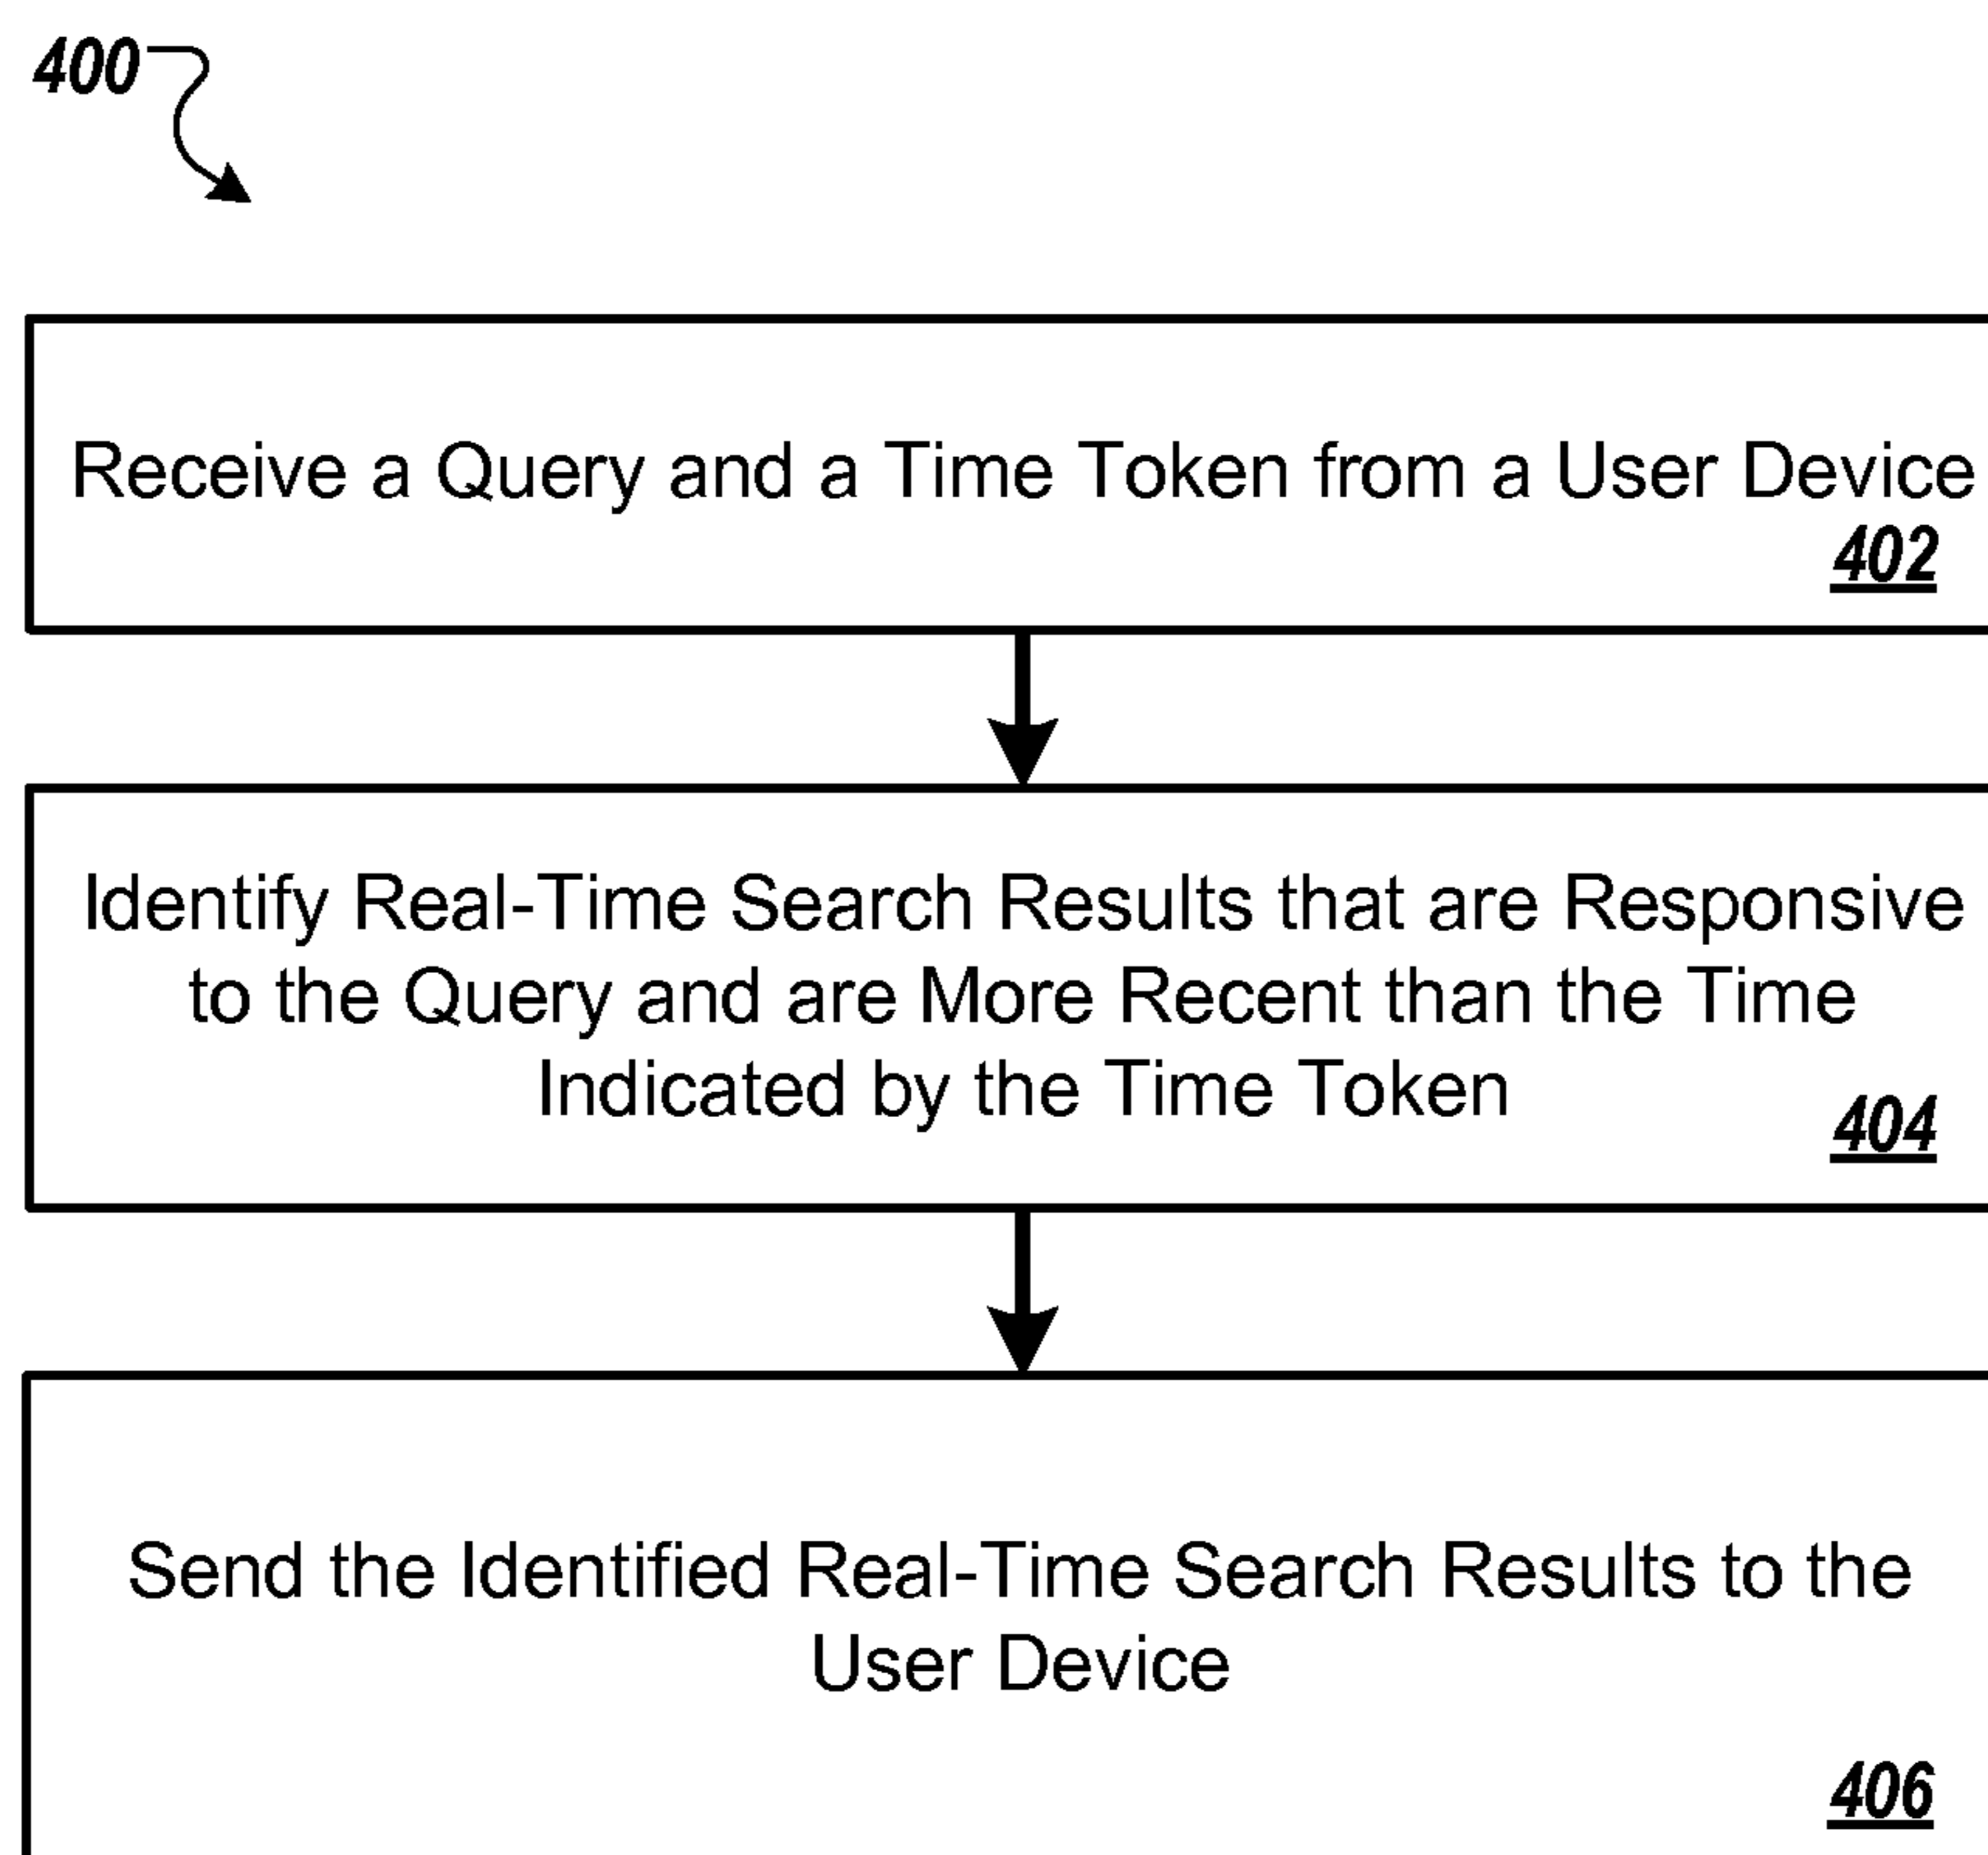 400
Receive a Query and a Time Token from a User Device
402
Identify Real-Time Search Results that are Responsive
to the Query and are More Recent than the Time
Indicated by the Time Token
404
Send the Identified Real-Time Search Results to the
User Device
406